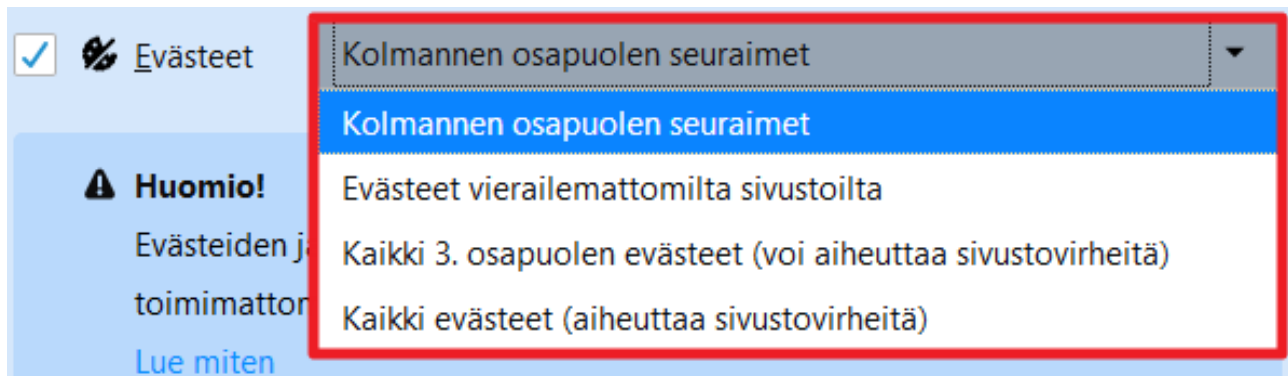 Evästeet
Kolmannen osapuolen seuraimet
Kolmannen osapuolen seuraimet
Evästeet vierailemattomilta sivustoilta
Kaikki 3. osapuolen evästeet (voi aiheuttaa sivustovirheitä)
Kaikki evästeet (aiheuttaa sivustovirheitä)
Huomio!
Evästeiden
Lue miten